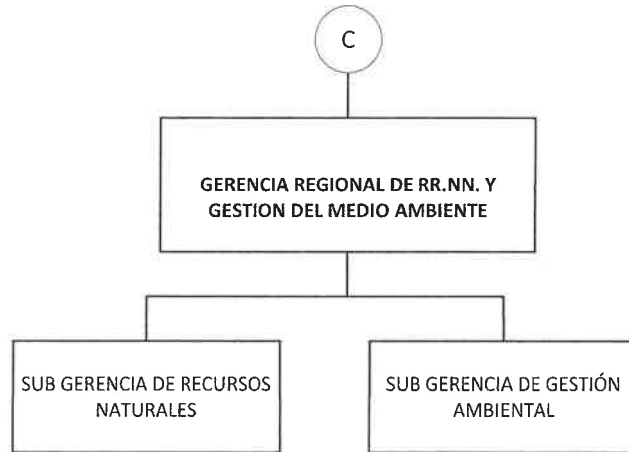 C
GERENCIA REGIONAL DE RR.NN. Y
GESTION DEL MEDIO AMBIENTE
SUB GERENCIA DE RECURSOS
NATURALES
SUB GERENCIA DE GESTIÓN
AMBIENTAL